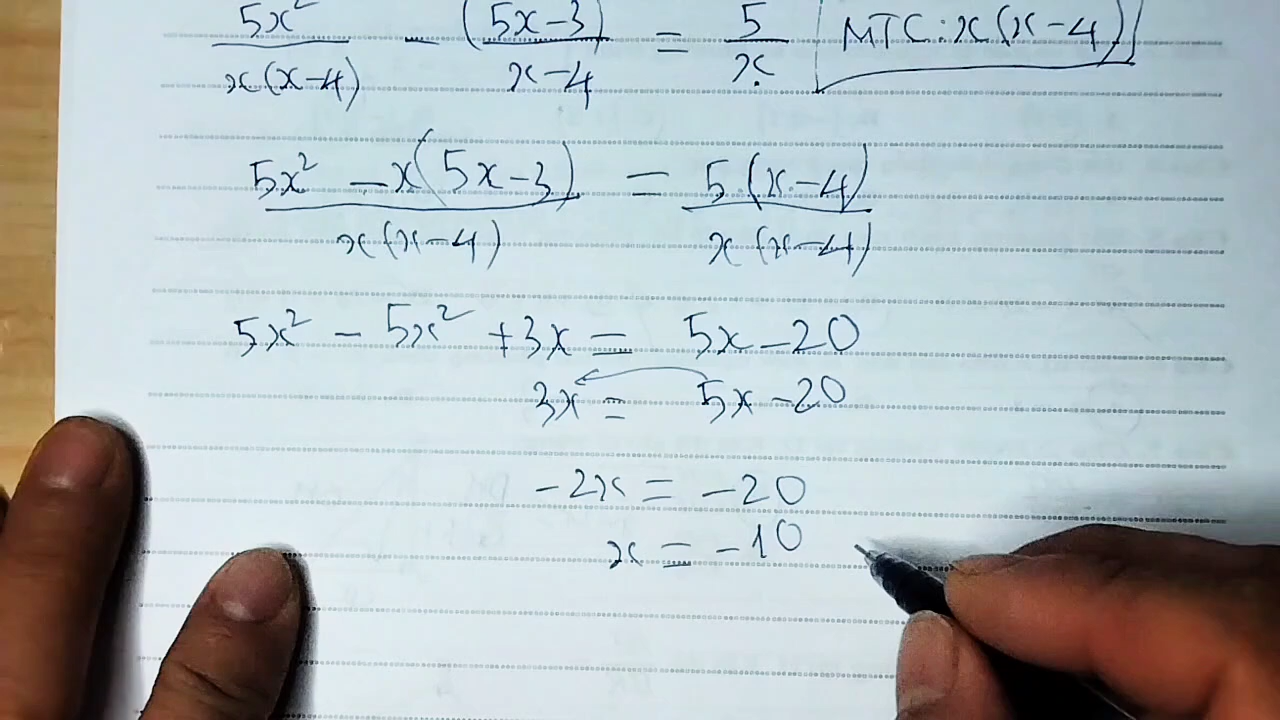 5x² / x(x-4) - (5x-3) / x-4 = 5 / x MTC: x(x-4)
5x² - x(5x-3) / x(x-4) = 5(x-4) / x(x-4)
5x² - 5x² + 3x = 5x - 20
3x = 5x - 20
-2x = -20
x = -10